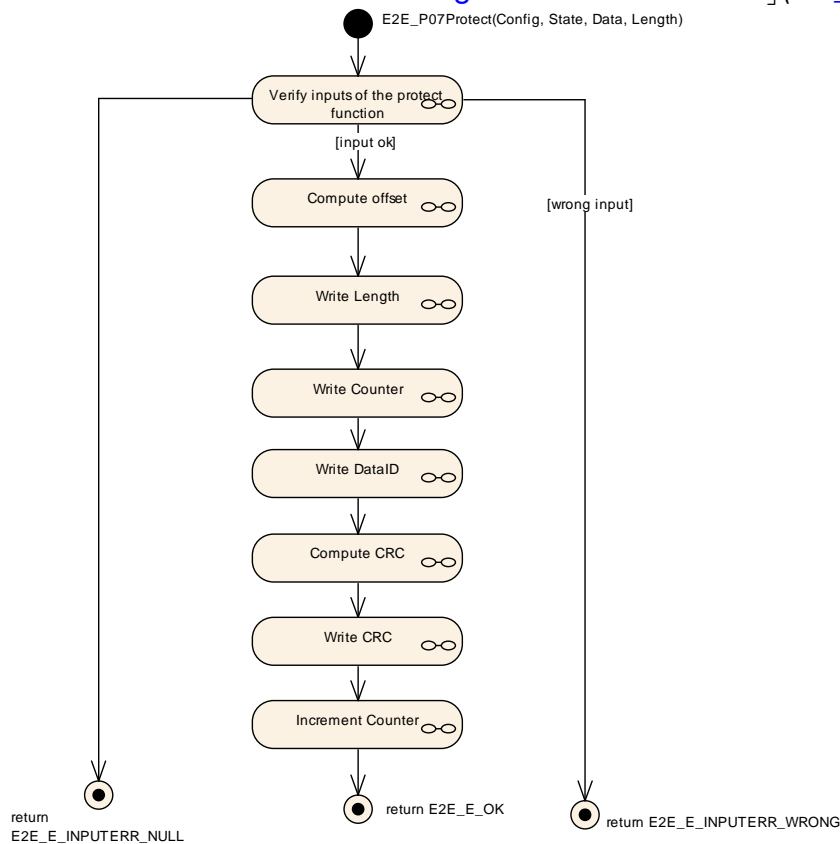 E2E_P07Protect(Config, State, Data, Length)
Verify inputs of the protect
function
[input ok]
Compute offset
[wrong input]
Write Length
Write Counter
Write DataID
Compute CRC
Write CRC
Increment Counter
return
E2E_E_INPUTERR_NULL
return E2E_E_OK
return E2E_E_INPUTERR_WRONG